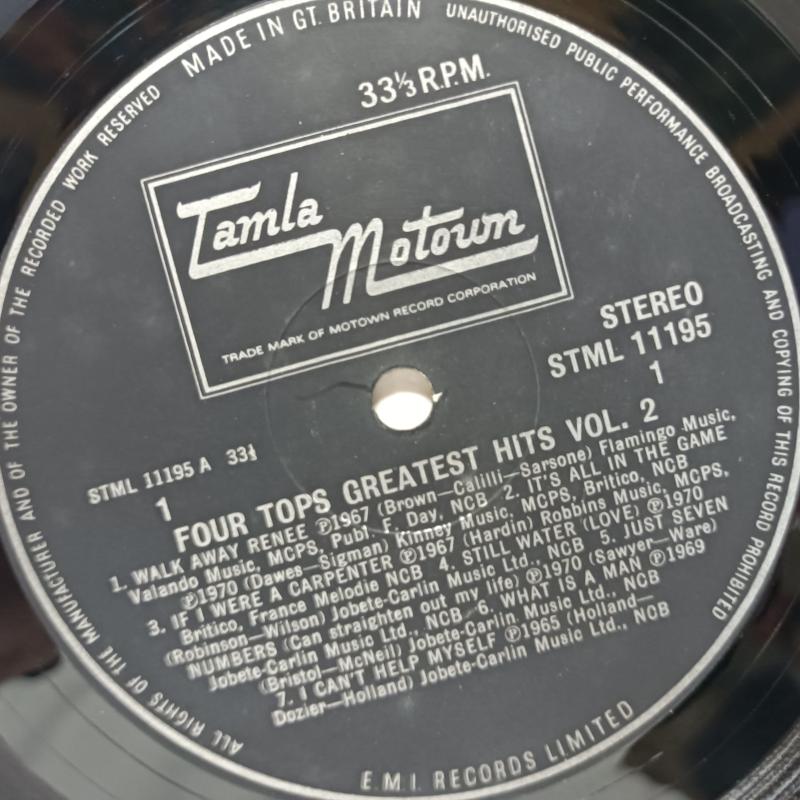 MADE IN GT. BRITAIN
UNAUTHORISED PUBLIC PERFORMANCE BROADCASTING AND COPYING OF THIS RECORD PROHIBITED
ALL RIGHTS OF THE MANUFACTURER AND OF THE OWNER OF THE RECORDED WORK RESERVED
33⅓ R.P.M.
Tamla
Motown
TRADE MARK OF MOTOWN RECORD CORPORATION
STEREO
STML 11195
1
STML 11195 A 33⅓
1
FOUR TOPS GREATEST HITS VOL. 2
1. WALK AWAY RENEE ℗1967 (Brown—Calilli—Sarsone) Flamingo Music,
Valando Music, MCPS, Publ. F. Day, NCB 2. IT'S ALL IN THE GAME
℗1970 (Dawes—Sigman) Kinney Music, MCPS, Britico, NCB
3. IF I WERE A CARPENTER ℗1967 (Hardin) Robbins Music, MCPS,
Britico, France Melodie NCB 4. STILL WATER (LOVE) ℗1970
(Robinson—Wilson) Jobete-Carlin Music Ltd., NCB 5. JUST SEVEN
NUMBERS (Can straighten out my life) ℗1970 (Sawyer—Ware)
Jobete-Carlin Music Ltd., NCB 6. WHAT IS A MAN ℗1969
(Bristol—McNeil) Jobete-Carlin Music Ltd., NCB
7. I CAN'T HELP MYSELF ℗1965 (Holland—
Dozier—Holland) Jobete-Carlin Music Ltd., NCB
E.M.I. RECORDS LIMITED